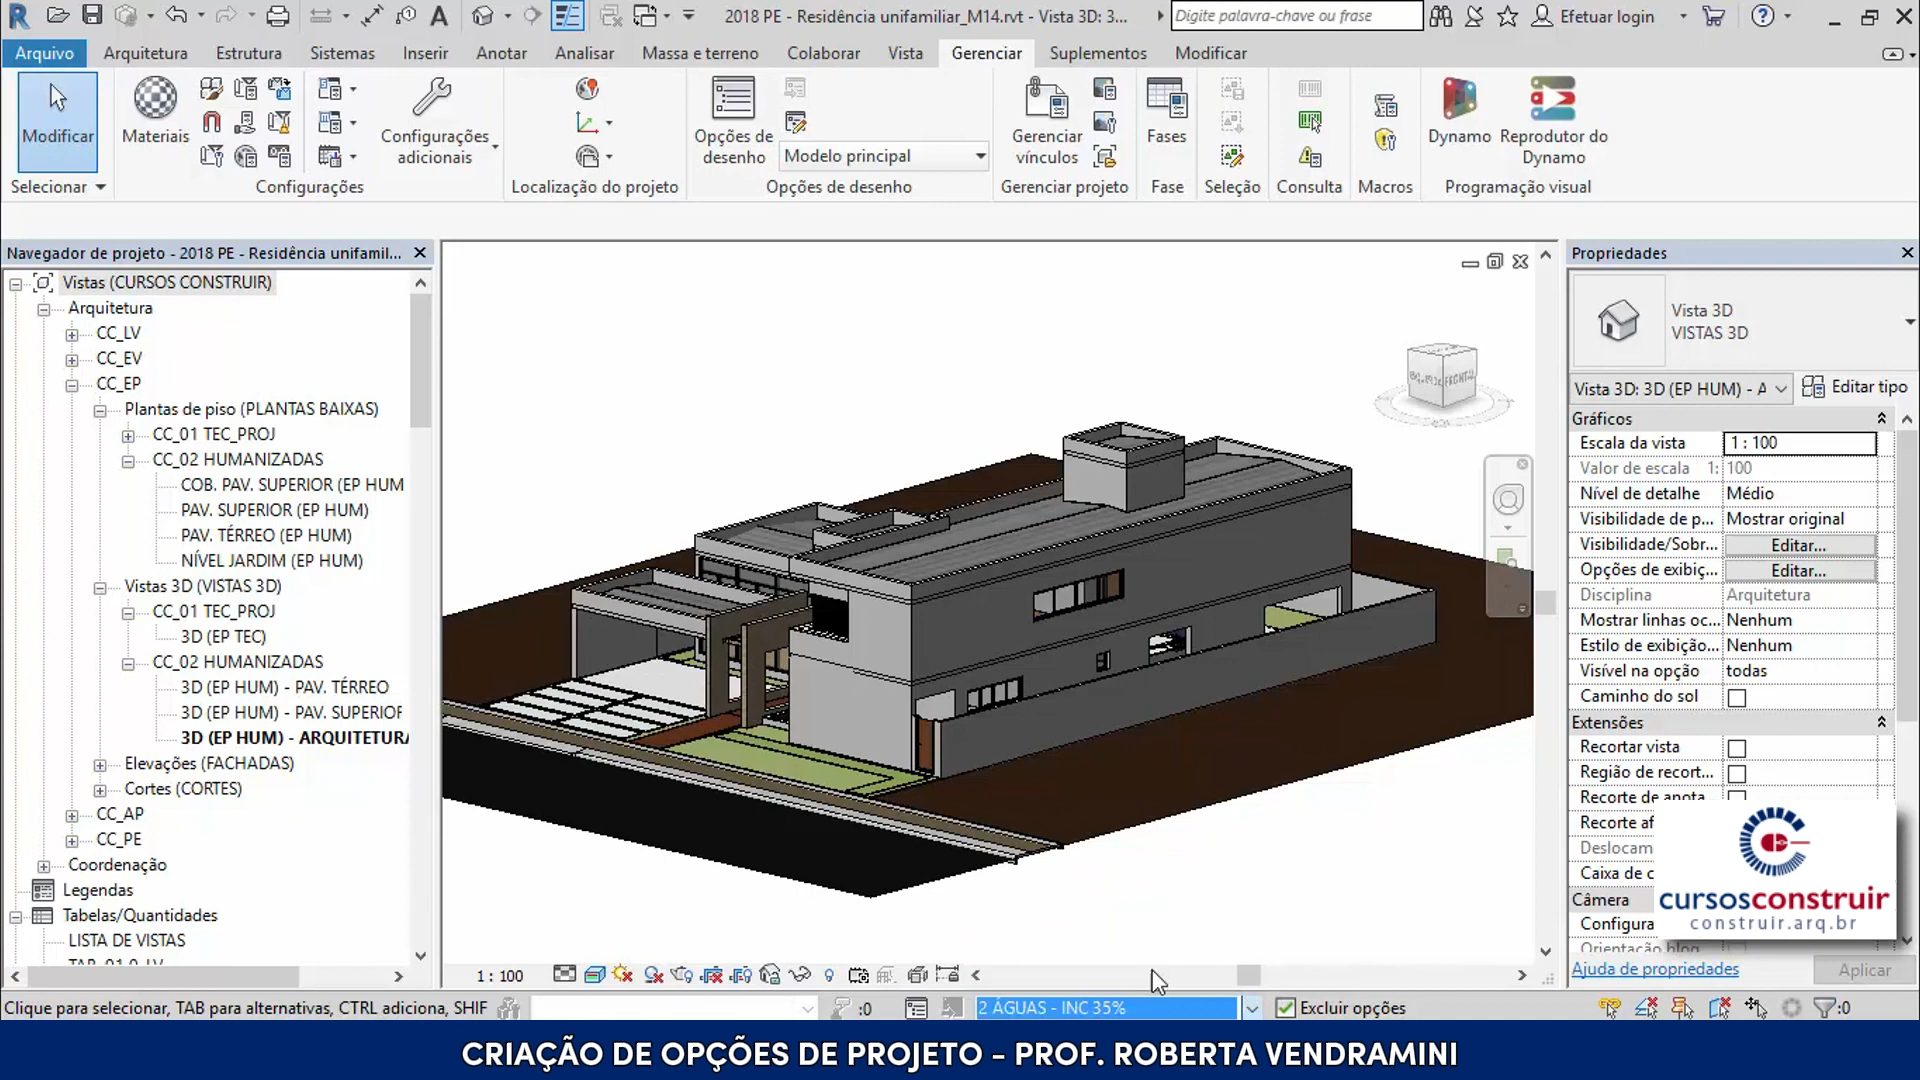 2018 PE - Residência unifamiliar_M14.rvt - Vista 3D: 3...
Digite palavra-chave ou frase
Efetuar login
Arquivo
Arquitetura
Estrutura
Sistemas
Inserir
Anotar
Analisar
Massa e terreno
Colaborar
Vista
Gerenciar
Suplementos
Modificar
Modificar
Materiais
Configurações adicionais
Opções de desenho
Modelo principal
Gerenciar vínculos
Fases
Dynamo
Reprodutor do Dynamo
Selecionar
Configurações
Localização do projeto
Opções de desenho
Gerenciar projeto
Fase
Seleção
Consulta
Macros
Programação visual
Navegador de projeto - 2018 PE - Residência unifamil...
Vistas (CURSOS CONSTRUIR)
Arquitetura
CC_LV
CC_EV
CC_EP
Plantas de piso (PLANTAS BAIXAS)
CC_01 TEC_PROJ
CC_02 HUMANIZADAS
COB. PAV. SUPERIOR (EP HUM
PAV. SUPERIOR (EP HUM)
PAV. TÉRREO (EP HUM)
NÍVEL JARDIM (EP HUM)
Vistas 3D (VISTAS 3D)
CC_01 TEC_PROJ
3D (EP TEC)
CC_02 HUMANIZADAS
3D (EP HUM) - PAV. TÉRREO
3D (EP HUM) - PAV. SUPERIOR
3D (EP HUM) - ARQUITETURA
Elevações (FACHADAS)
Cortes (CORTES)
CC_AP
CC_PE
Coordenação
Legendas
Tabelas/Quantidades
LISTA DE VISTAS
FRONTAL
Propriedades
Vista 3D
VISTAS 3D
Vista 3D: 3D (EP HUM) - A
Editar tipo
Gráficos
Escala da vista 1 : 100
Valor de escala 1: 100
Nível de detalhe Médio
Visibilidade de p... Mostrar original
Visibilidade/Sobr... Editar...
Opções de exibiç... Editar...
Disciplina Arquitetura
Mostrar linhas oc... Nenhum
Estilo de exibição... Nenhum
Visível na opção todas
Caminho do sol
Extensões
Recortar vista
Região de recort...
Recorte de anota
Recorte af
Deslocam
Caixa de c
Câmera
Configura
cursosconstruir
construir.arq.br
Ajuda de propriedades
Aplicar
1 : 100
Clique para selecionar, TAB para alternativas, CTRL adiciona, SHIF
:0
2 ÁGUAS - INC 35%
Excluir opções
:0
CRIAÇÃO DE OPÇÕES DE PROJETO - PROF. ROBERTA VENDRAMINI